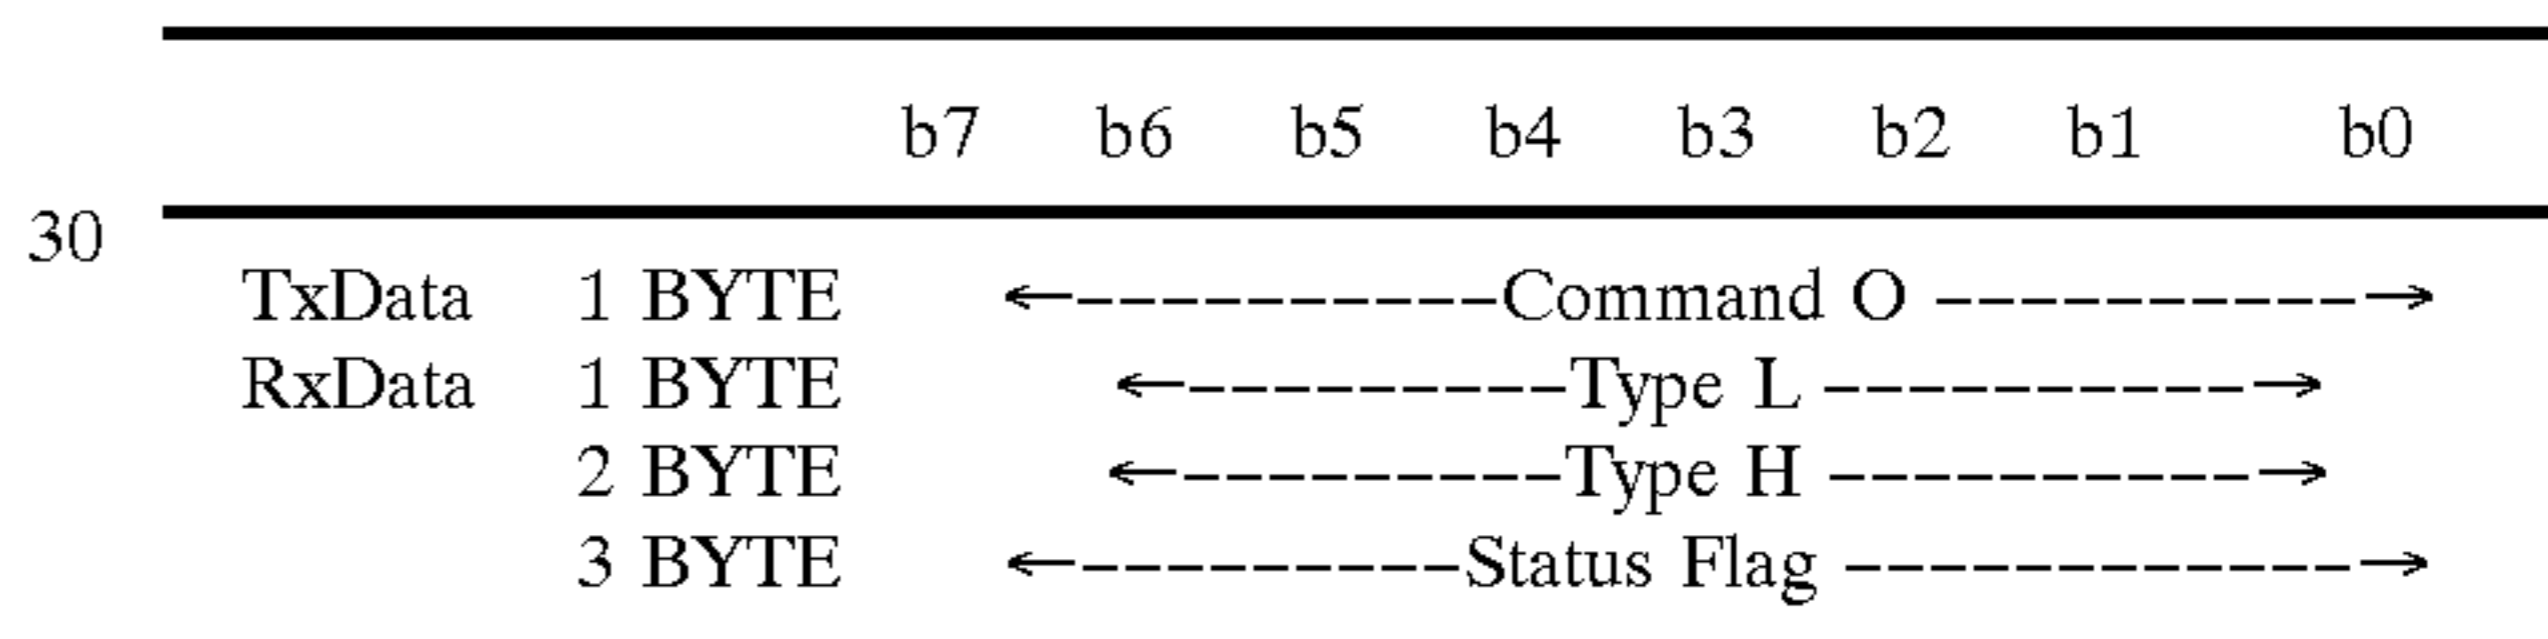 b7 b6 b5 b4 b3 b2 b1 b0
30
TxData 1 BYTE ←-------------Command O -------------→
RxData 1 BYTE ←------------Type L -------------→
2 BYTE ←------------Type H -------------→
3 BYTE ←------------Status Flag ----------------→